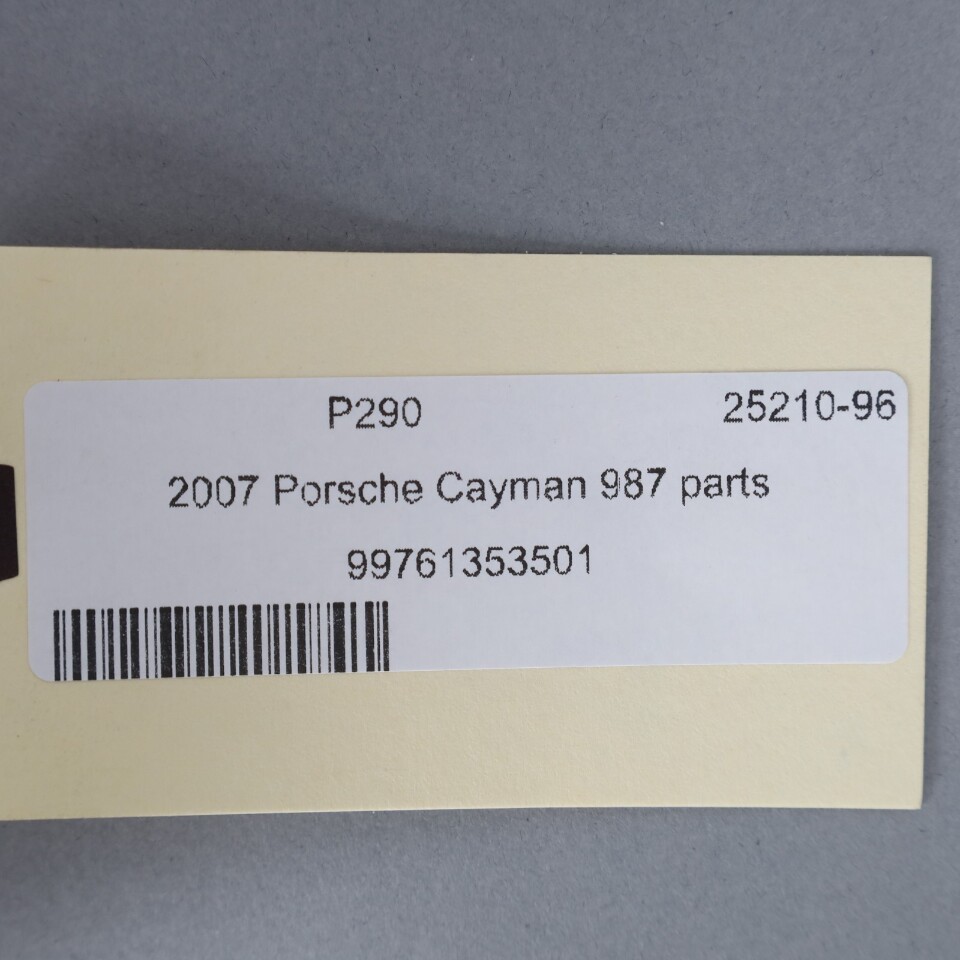 P290 25210-96
2007 Porsche Cayman 987 parts
99761353501